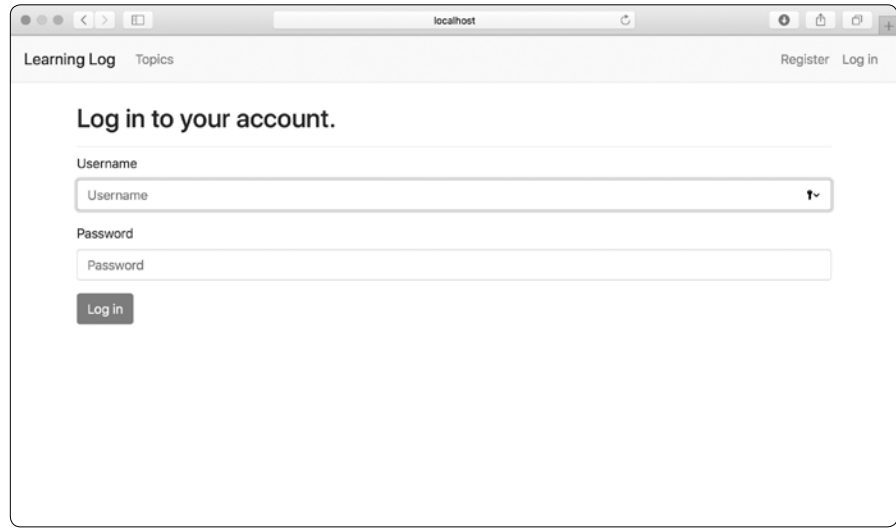 localhost
Learning Log Topics Register Log in
Log in to your account.
Username
Username
Password
Password
Log in